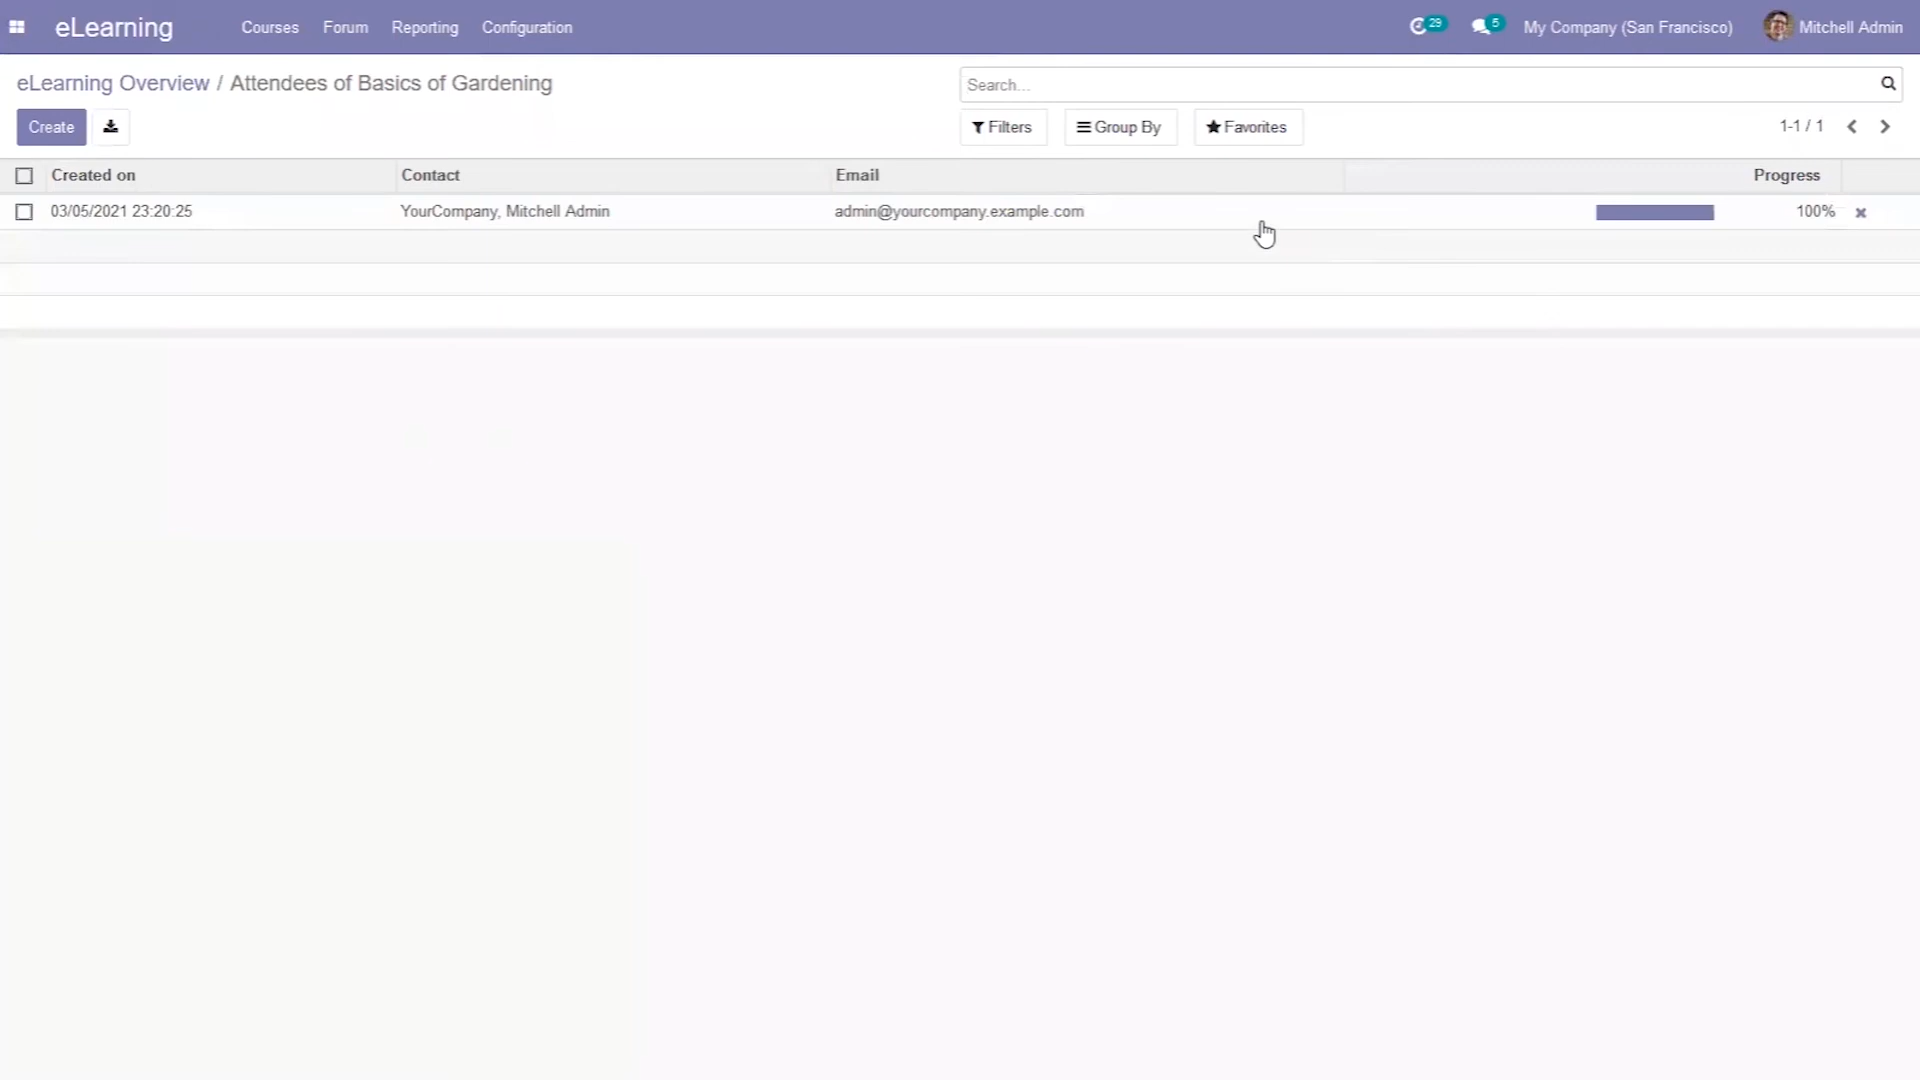 eLearning Courses Forum Reporting Configuration 29 5 My Company (San Francisco) Mitchell Admin
eLearning Overview / Attendees of Basics of Gardening Search...
Create Filters Group By Favorites 1-1 / 1
Created on Contact Email Progress
03/05/2021 23:20:25 YourCompany, Mitchell Admin admin@yourcompany.example.com 100%